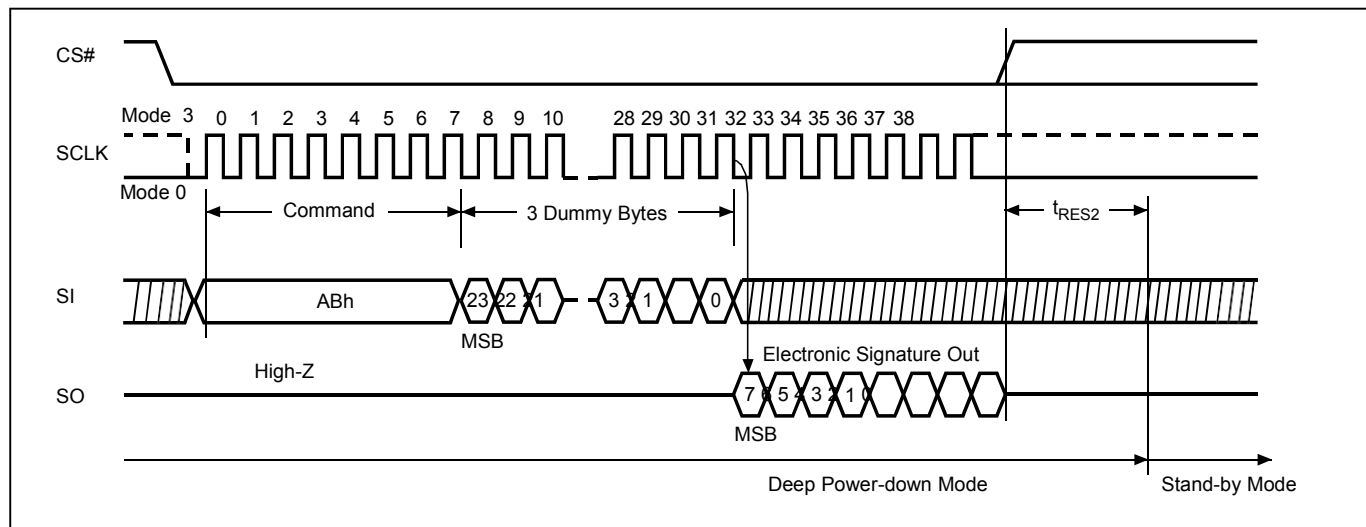 CS#
Mode 3 0 1 2 3 4 5 6 7 8 9 10 28 29 30 31 32 33 34 35 36 37 38
SCLK
Mode 0
Command 3 Dummy Bytes tRES2
SI ABh 23 22 21 3 2 1 0
MSB
High-Z Electronic Signature Out
SO 7 6 5 4 3 2 1 0
MSB
Deep Power-down Mode Stand-by Mode